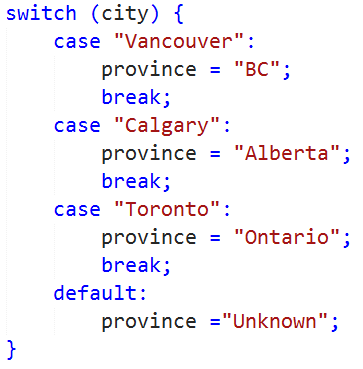 switch (city) {
    case "Vancouver":
        province = "BC";
        break;
    case "Calgary":
        province = "Alberta";
        break;
    case "Toronto":
        province = "Ontario";
        break;
    default:
        province ="Unknown";
}